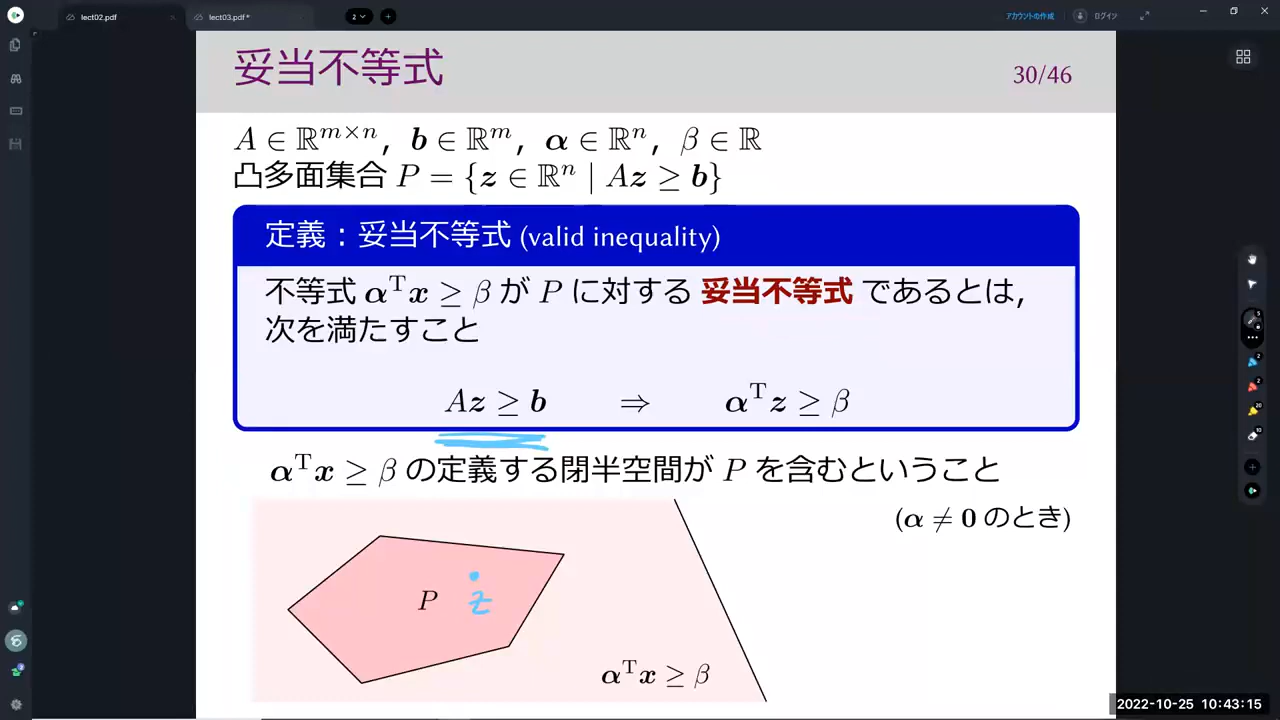 lect02.pdf
lect03.pdf*
2
アカウントの作成
ログイン
妥当不等式
30/46
A ∈ ℝ^{m×n}, b ∈ ℝ^m, α ∈ ℝ^n, β ∈ ℝ
凸多面集合 P = {z ∈ ℝ^n | Az ≥ b}
定義：妥当不等式 (valid inequality)
不等式 α^T x ≥ β が P に対する 妥当不等式 であるとは,
次を満たすこと
Az ≥ b ⇒ α^T z ≥ β
α^T x ≥ β の定義する閉半空間が P を含むということ
(α ≠ 0 のとき)
P
z
α^T x ≥ β
2022-10-25 10:43:15